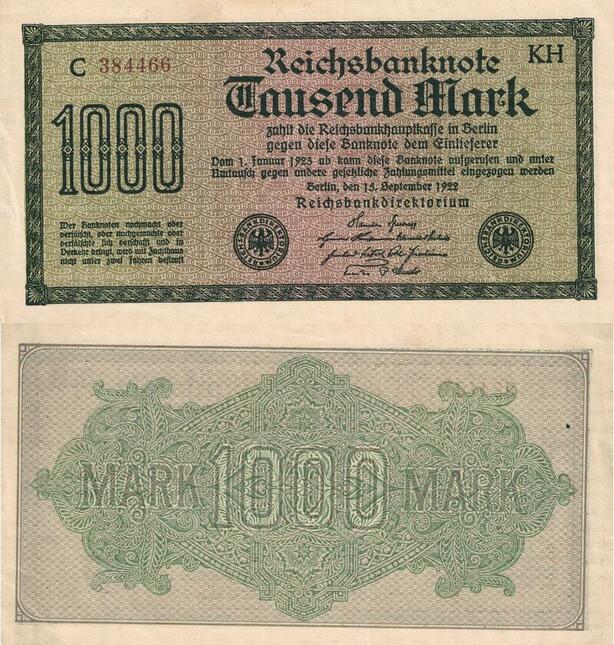 C 384466
Reichsbanknote
KH
1000
Tausend Mark
zahlt die Reichsbankhauptkasse in Berlin
gegen diese Banknote dem Einlieferer
Vom 1. Januar 1923 ab kann diese Banknote aufgerufen und unter
Umtausch gegen andere gesetzliche Zahlungsmittel eingezogen werden
Berlin, den 15. September 1922
Reichsbankdirektorium
Wer Banknoten nachmacht oder
verfälscht, oder nachgemachte oder
verfälschte sich verschafft und in
Verkehr bringt, wird mit Zuchthaus
nicht unter zwei Jahren bestraft
REICHSBANKDIREKTORIUM
REICHSBANKDIREKTORIUM
MARK 1000 MARK